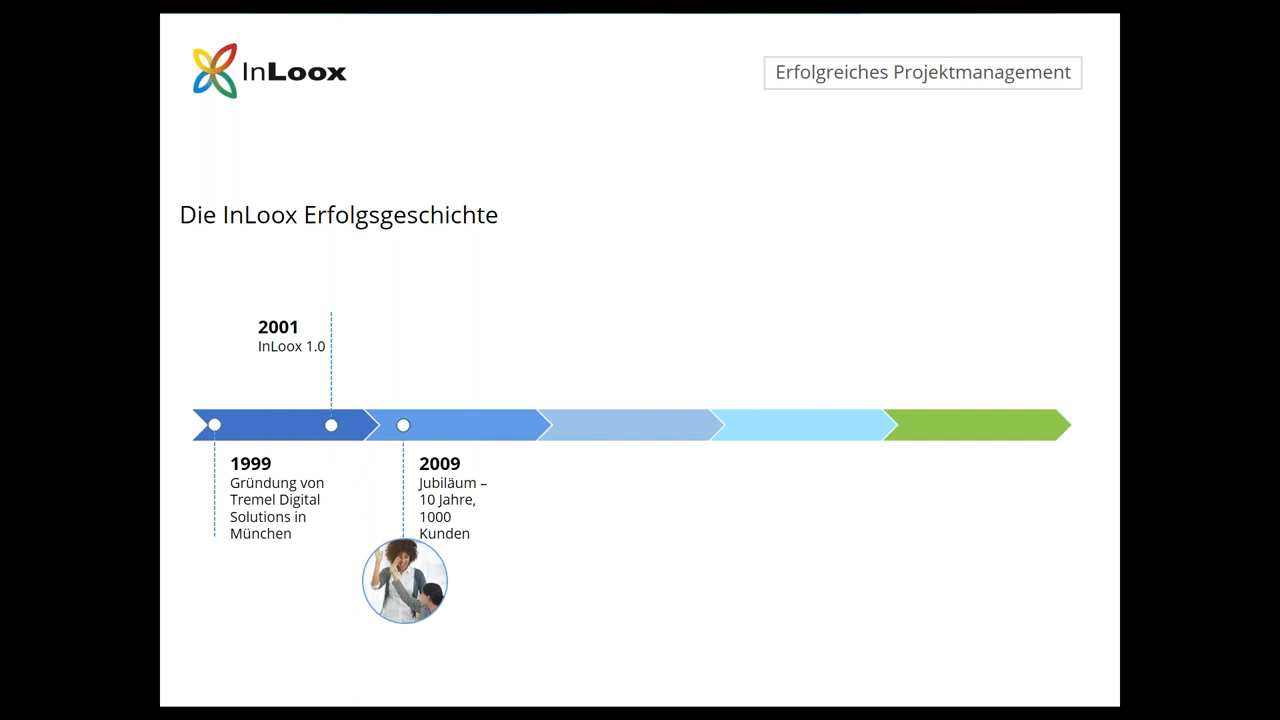 InLoox
Erfolgreiches Projektmanagement
Die InLoox Erfolgsgeschichte
2001
InLoox 1.0
1999
Gründung von
Tremel Digital
Solutions in
München
2009
Jubiläum –
10 Jahre,
1000
Kunden